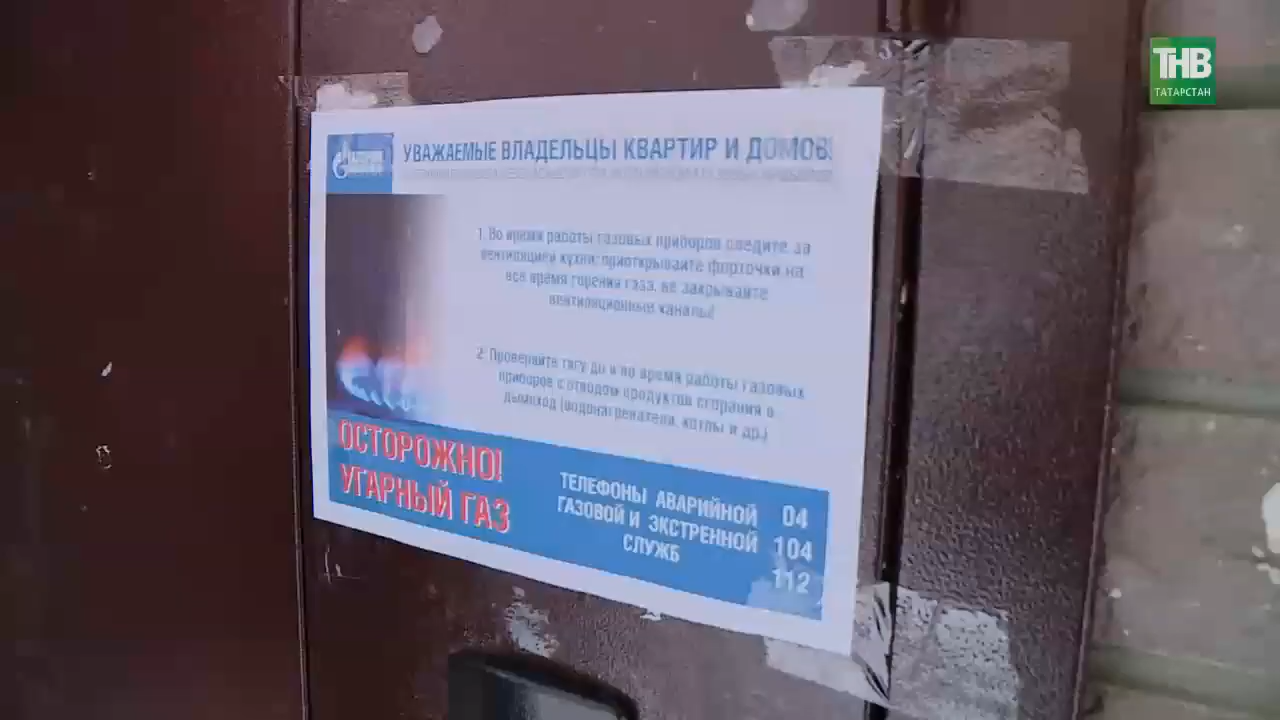 ТНВ
ТАТАРСТАН
УВАЖАЕМЫЕ ВЛАДЕЛЬЦЫ КВАРТИР И ДОМОВ!
1. Во время работы газовых приборов следите за
вентиляцией кухни: приоткрывайте форточки на
все время горения газа, не закрывайте
вентиляционные каналы!
2. Проверяйте тягу до и во время работы газовых
приборов с отводом продуктов сгорания в
дымоход (водонагреватели, котлы и др.)
ОСТОРОЖНО!
УГАРНЫЙ ГАЗ
ТЕЛЕФОНЫ АВАРИЙНОЙ 04
ГАЗОВОЙ И ЭКСТРЕННОЙ 104
СЛУЖБ 112